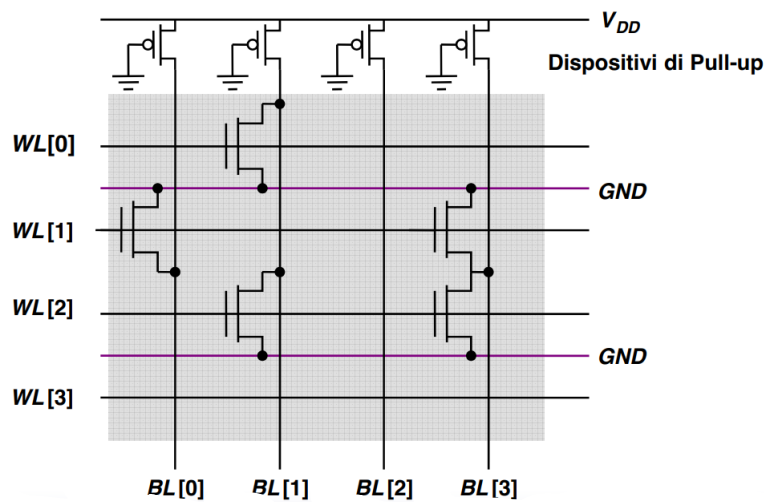 V_DD
Dispositivi di Pull-up
WL[0]
GND
WL[1]
WL[2]
GND
WL[3]
BL[0] BL[1] BL[2] BL[3]